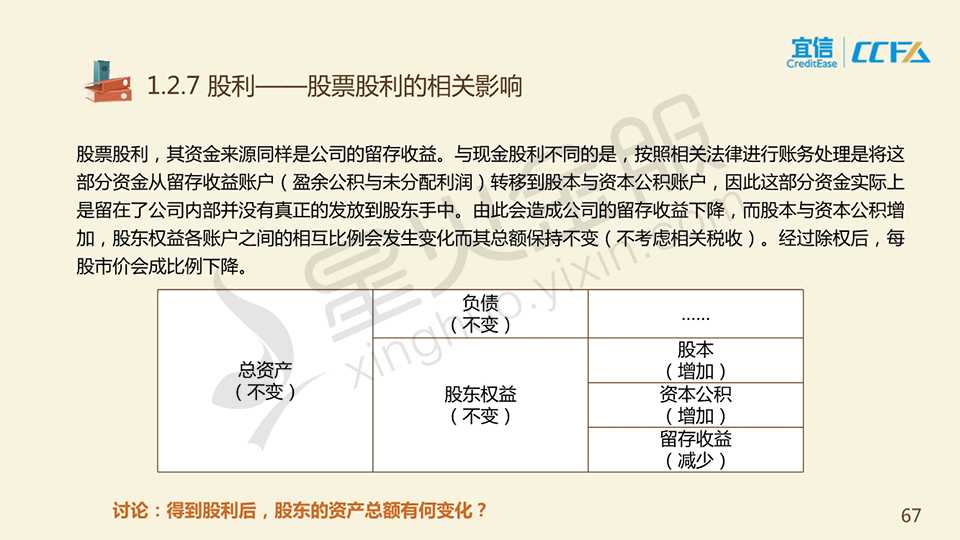 宜信
CreditEase
CCFA
1.2.7 股利——股票股利的相关影响
股票股利，其资金来源同样是公司的留存收益。与现金股利不同的是，按照相关法律进行账务处理是将这
部分资金从留存收益账户（盈余公积与未分配利润）转移到股本与资本公积账户，因此这部分资金实际上
是留在了公司内部并没有真正的发放到股东手中。由此会造成公司的留存收益下降，而股本与资本公积增
加，股东权益各账户之间的相互比例会发生变化而其总额保持不变（不考虑相关税收）。经过除权后，每
股市价会成比例下降。
总资产
（不变）
负债
（不变）
......
股东权益
（不变）
股本
（增加）
资本公积
（增加）
留存收益
（减少）
星火金服
xinghuo.yixin.com
讨论：得到股利后，股东的资产总额有何变化？
67